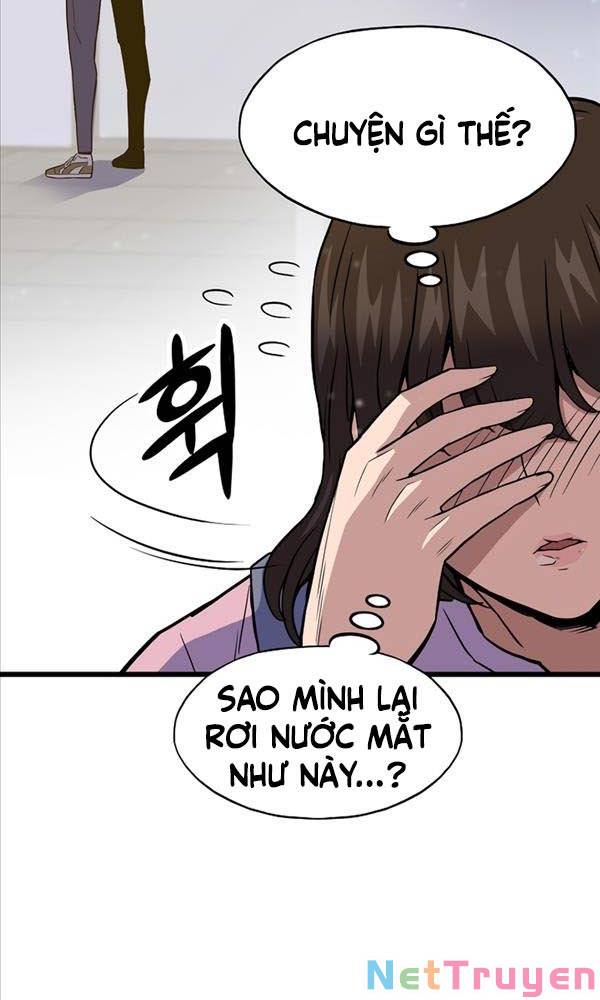 CHUYỆN GÌ THẾ?
휙
SAO MÌNH LẠI
RƠI NƯỚC MẮT
NHƯ NÀY...?
NetTruyen